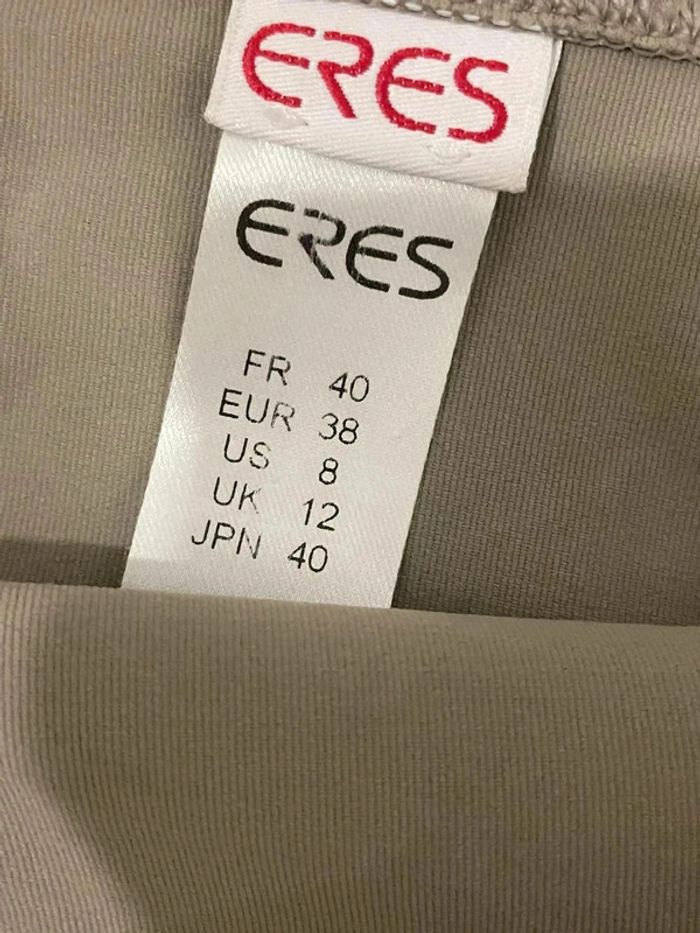 ERES
ERES
FR 40
EUR 38
US 8
UK 12
JPN 40